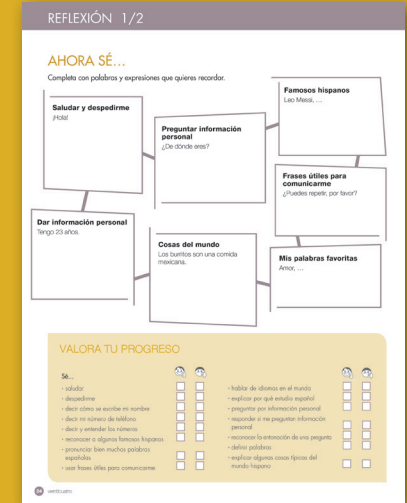 REFLEXIÓN 1/2
AHORA SÉ...
Completa con palabras y expresiones que quieres recordar.
Saludar y despedirme
¡Hola!
Preguntar información
personal
¿De dónde eres?
Famosos hispanos
Leo Messi, ...
Frases útiles para
comunicarme
¿Puedes repetir, por favor?
Dar información personal
Tengo 23 años.
Cosas del mundo
Los burritos son una comida
mexicana.
Mis palabras favoritas
Amor, ...
VALORA TU PROGRESO
Sé...
- saludar
- despedirme
- decir cómo se escribe mi nombre
- decir mi número de teléfono
- decir y entender los números
- reconocer a algunos famosos hispanos
- pronunciar bien muchas palabras
españolas
- usar frases útiles para comunicarme
- hablar de idiomas en el mundo
- explicar por qué estudio español
- preguntar por información personal
- responder si me preguntan información
personal
- reconocer la entonación de una pregunta
- definir palabras
- explicar algunas cosas típicas del
mundo hispano
24 veinticuatro